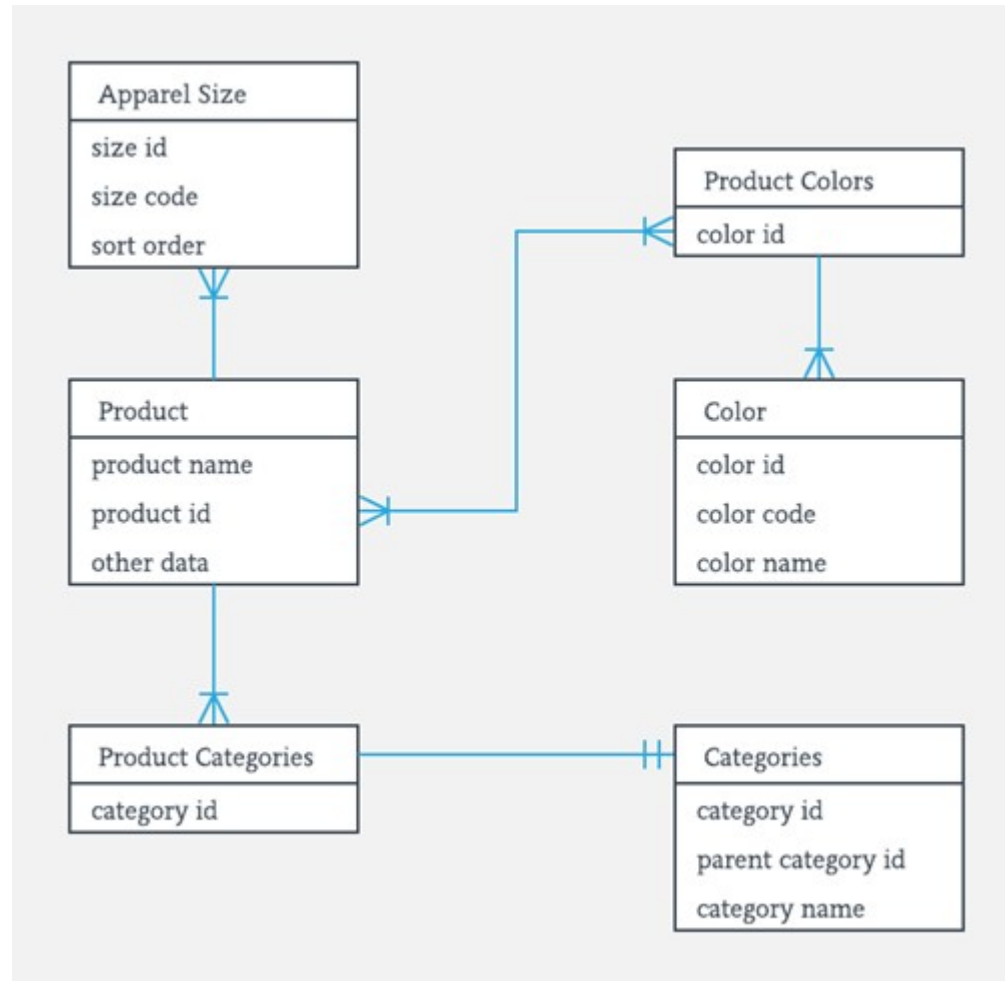 Apparel Size
size id
size code
sort order
Product Colors
color id
Product
product name
product id
other data
Color
color id
color code
color name
Product Categories
category id
Categories
category id
parent category id
category name